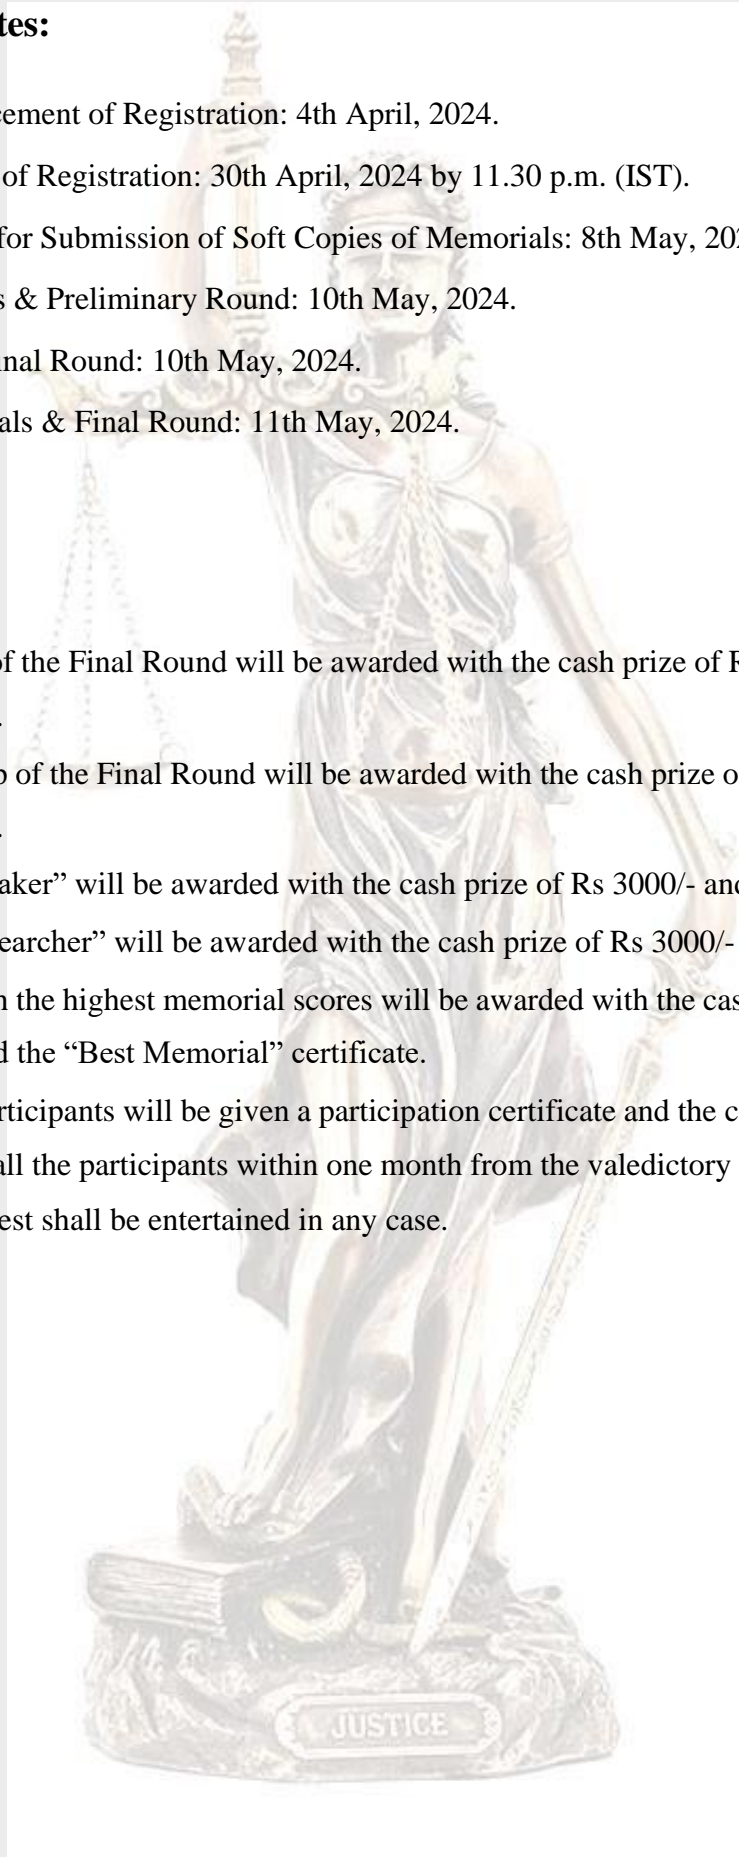 tes:
cement of Registration: 4th April, 2024.
of Registration: 30th April, 2024 by 11.30 p.m. (IST).
for Submission of Soft Copies of Memorials: 8th May, 202
s & Preliminary Round: 10th May, 2024.
inal Round: 10th May, 2024.
als & Final Round: 11th May, 2024.
of the Final Round will be awarded with the cash prize of R
.
p of the Final Round will be awarded with the cash prize o
.
aker” will be awarded with the cash prize of Rs 3000/- and
earcher” will be awarded with the cash prize of Rs 3000/-
h the highest memorial scores will be awarded with the cas
d the “Best Memorial” certificate.
rticipants will be given a participation certificate and the c
all the participants within one month from the valedictory
est shall be entertained in any case.
JUSTICE